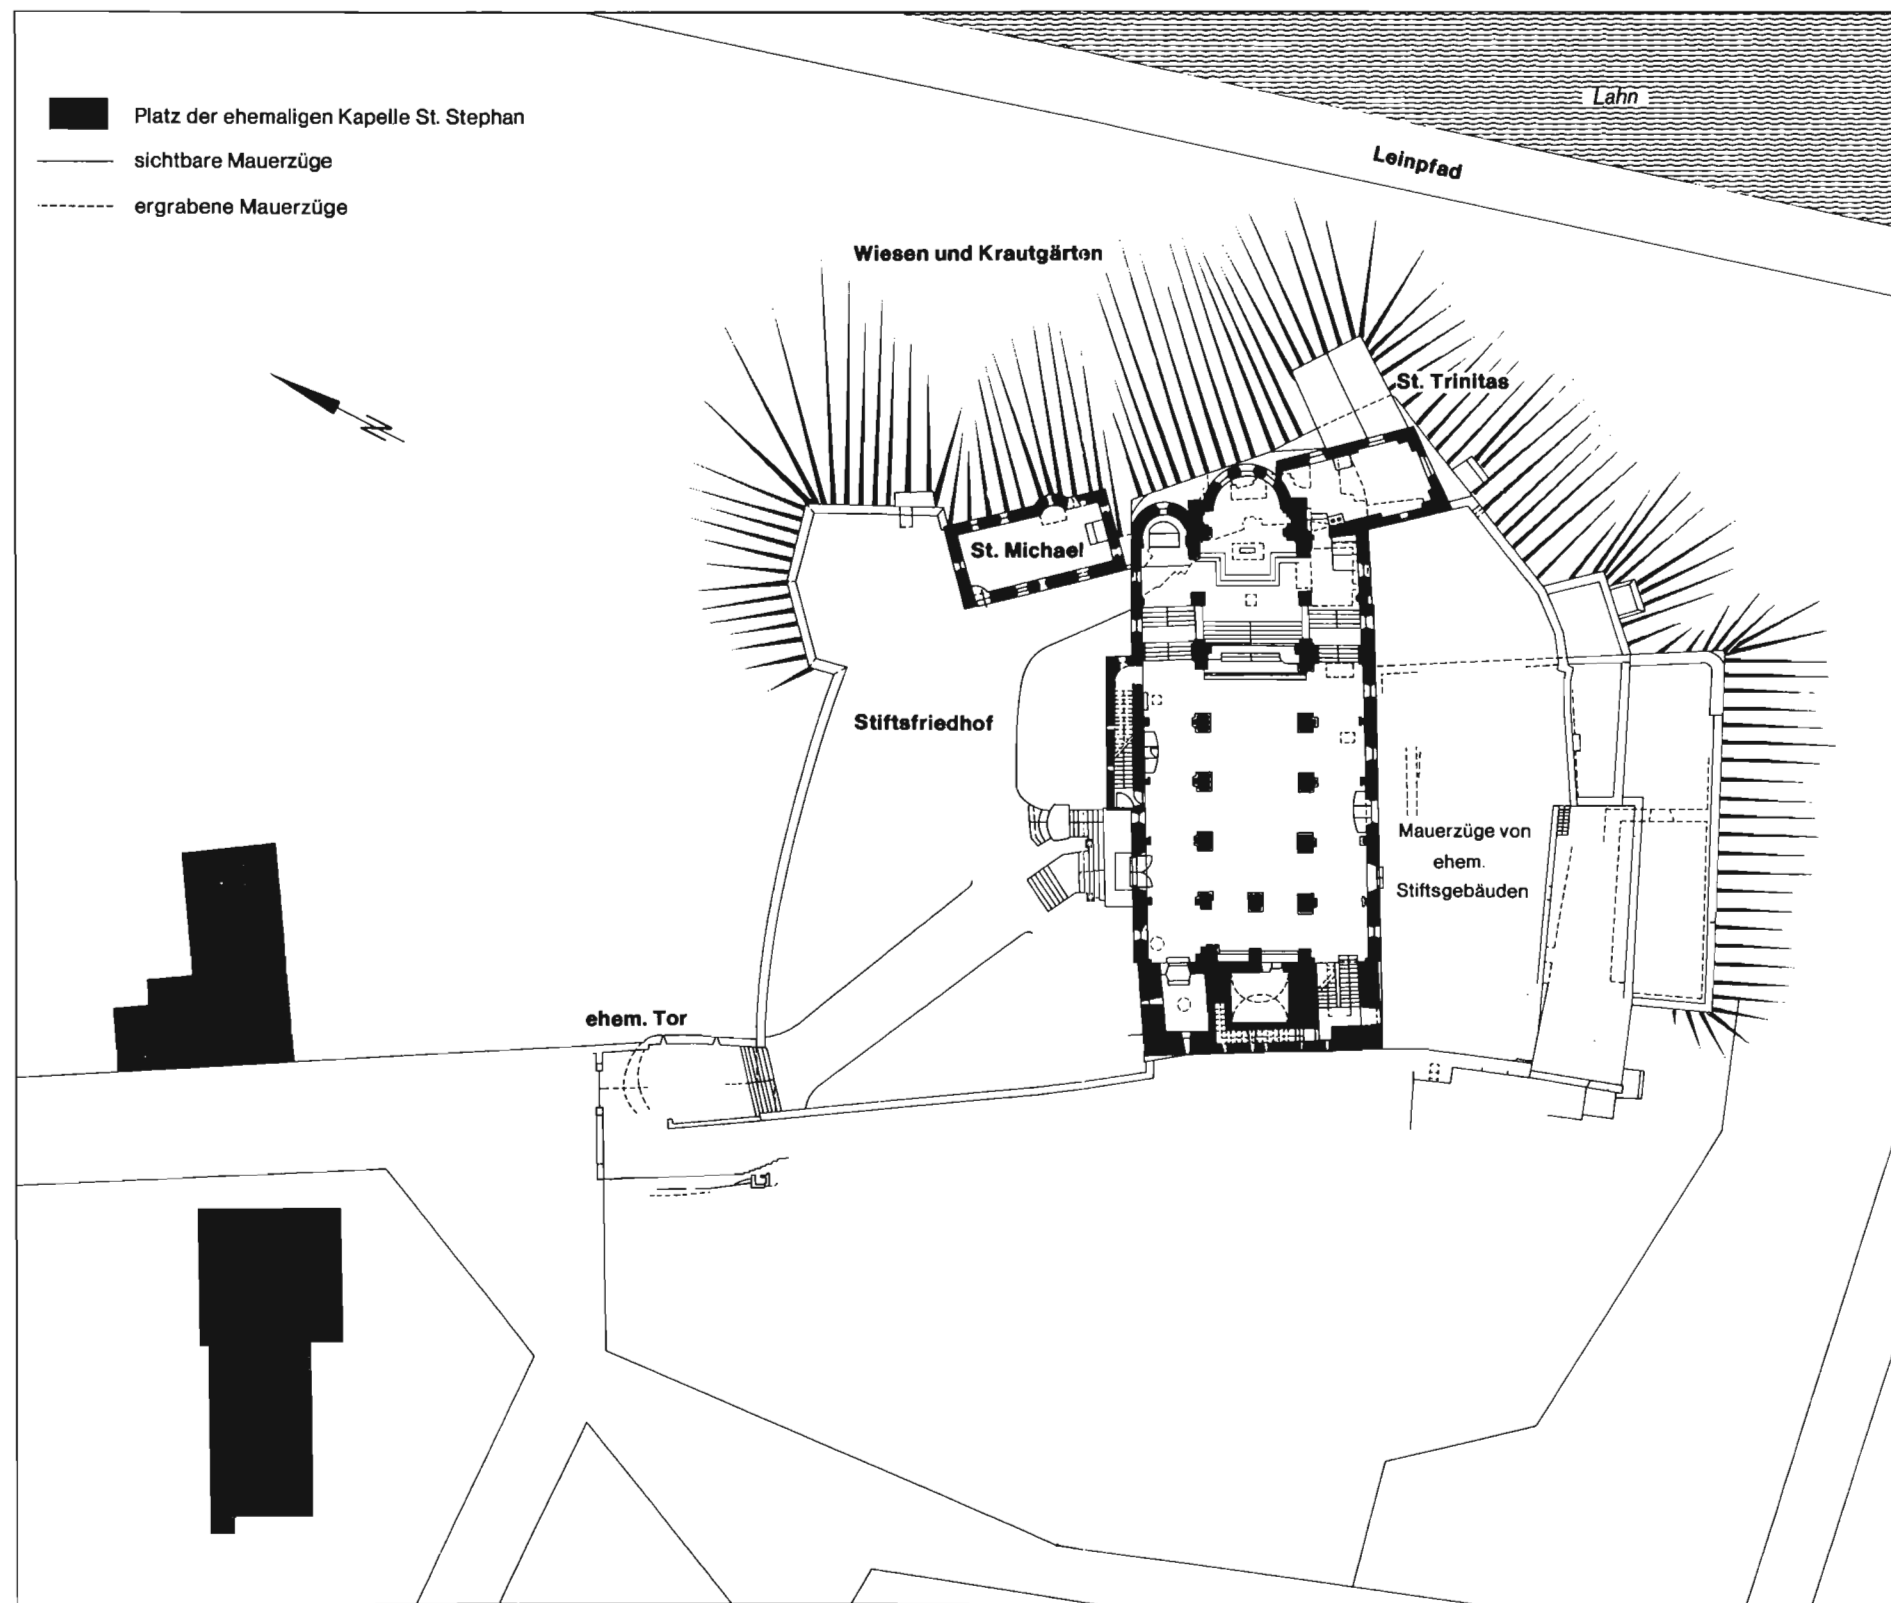 Platz der ehemaligen Kapelle St. Stephan
sichtbare Mauerzüge
ergrabene Mauerzüge
Lahn
Leinpfad
Wiesen und Krautgärten
St. Trinitas
St. Michael
Stiftsfriedhof
Mauerzüge von
ehem.
Stiftsgebäuden
ehem. Tor
N